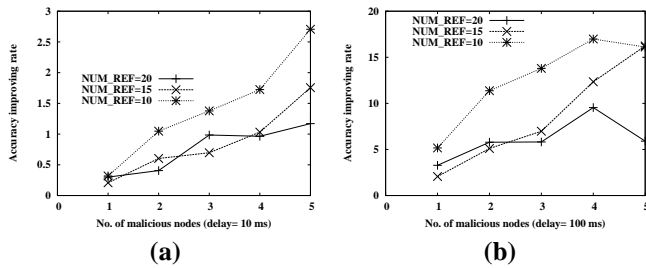 3
2.5
2
1.5
1
0.5
0
Accuracy improving rate
NUM_REF=20
NUM_REF=15
NUM_REF=10
0 1 2 3 4 5
No. of malicious nodes (delay= 10 ms)
(a)
20
15
10
5
0
Accuracy improving rate
NUM_REF=20
NUM_REF=15
NUM_REF=10
0 1 2 3 4 5
No. of malicious nodes (delay= 100 ms)
(b)